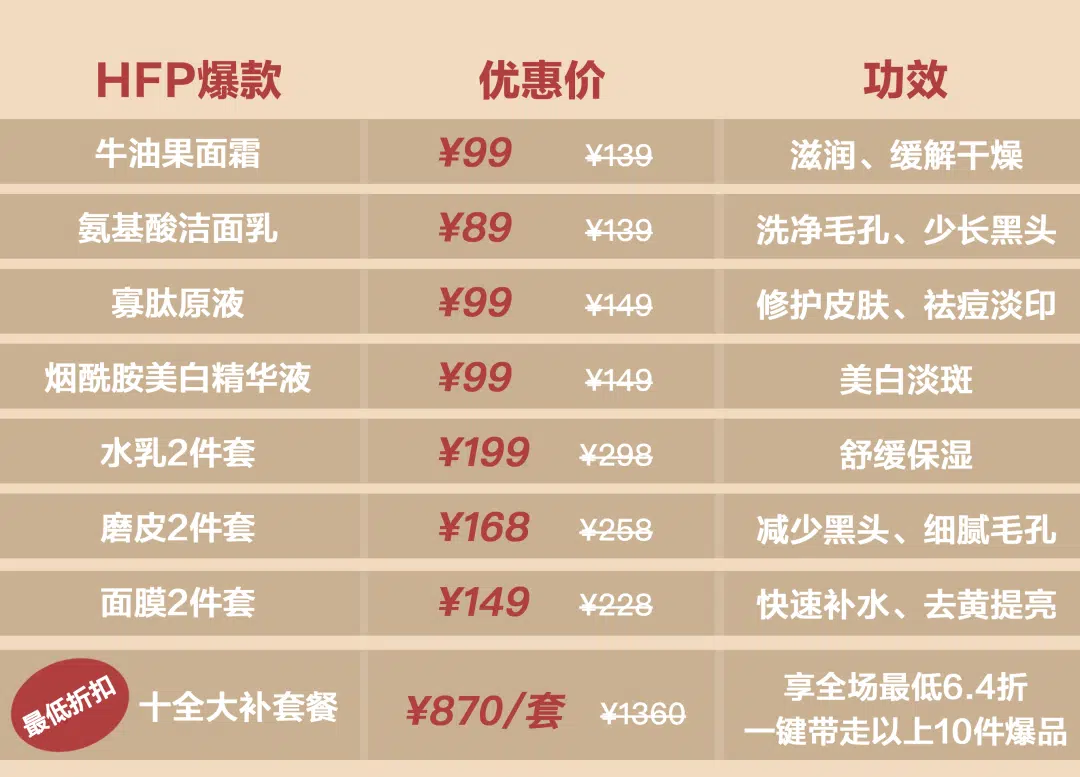 HFP爆款 优惠价 功效
牛油果面霜 ¥99 ¥139 滋润、缓解干燥
氨基酸洁面乳 ¥89 ¥139 洗净毛孔、少长黑头
寡肽原液 ¥99 ¥149 修护皮肤、祛痘淡印
烟酰胺美白精华液 ¥99 ¥149 美白淡斑
水乳2件套 ¥199 ¥298 舒缓保湿
磨皮2件套 ¥168 ¥258 减少黑头、细腻毛孔
面膜2件套 ¥149 ¥228 快速补水、去黄提亮
最低折扣 十全大补套餐 ¥870/套 ¥1360 享全场最低6.4折
一键带走以上10件爆品